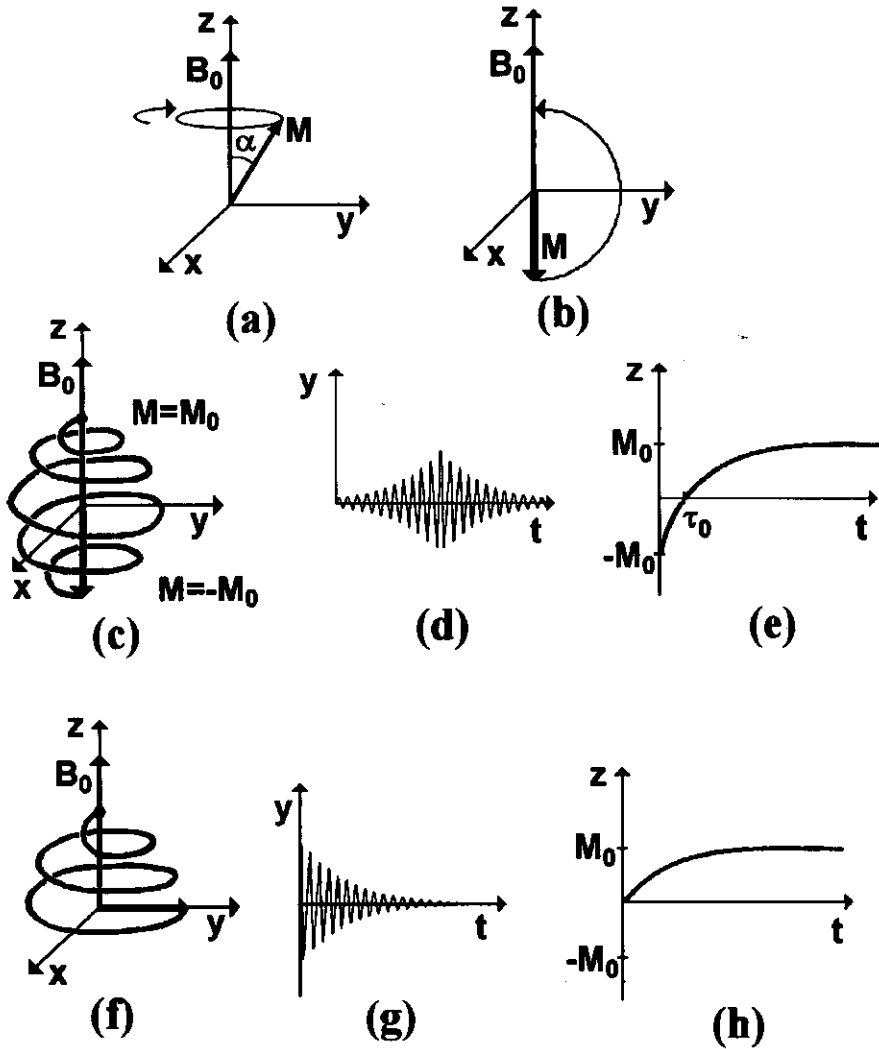 z
B₀
M
α
y
x
(a)
z
B₀
y
x
M
(b)
z
B₀
M=M₀
y
x
M=-M₀
(c)
y
t
(d)
z
M₀
τ₀
t
-M₀
(e)
z
B₀
y
x
(f)
y
t
(g)
z
M₀
t
-M₀
(h)